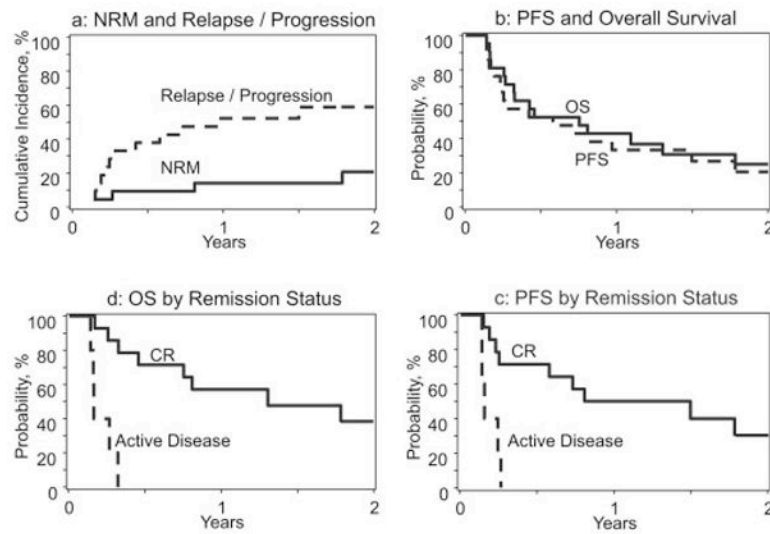 a: NRM and Relapse / Progression
Cumulative Incidence, %
100
80
60
40
20
0
Relapse / Progression
NRM
0
1
2
Years
b: PFS and Overall Survival
Probability, %
100
80
60
40
20
0
OS
PFS
0
1
2
Years
d: OS by Remission Status
Probability, %
100
80
60
40
20
0
CR
Active Disease
0
1
2
Years
c: PFS by Remission Status
Probability, %
100
80
60
40
20
0
CR
Active Disease
0
1
2
Years